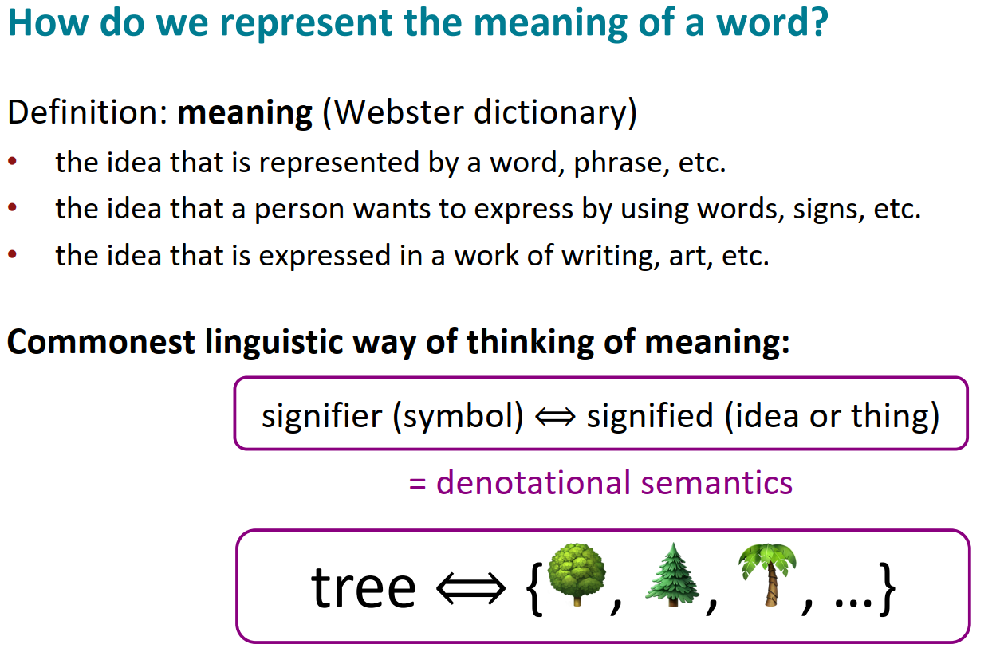 How do we represent the meaning of a word?
Definition: meaning (Webster dictionary)
• the idea that is represented by a word, phrase, etc.
• the idea that a person wants to express by using words, signs, etc.
• the idea that is expressed in a work of writing, art, etc.
Commonest linguistic way of thinking of meaning:
signifier (symbol) ⟺ signified (idea or thing)
= denotational semantics
tree ⟺ {🌳, 🌲, 🌴, …}